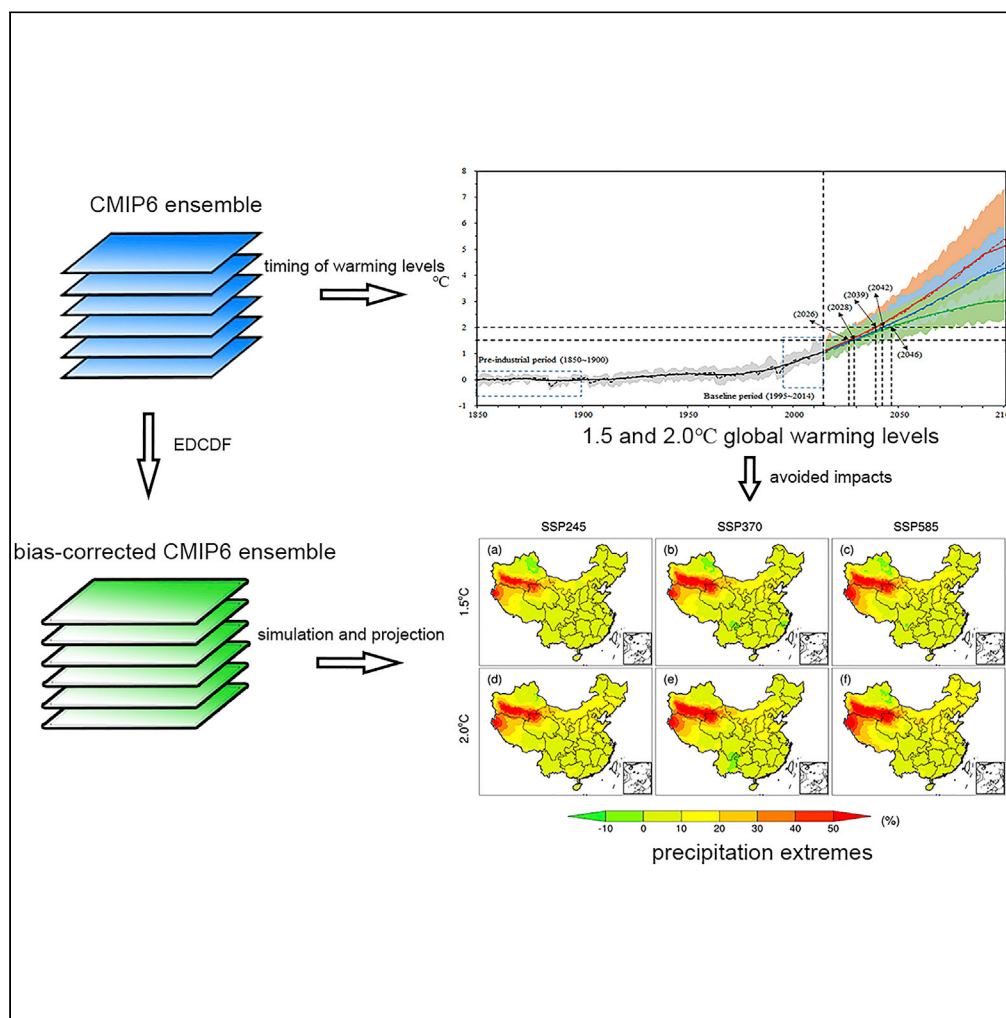 CMIP6 ensemble
timing of warming levels
EDCDF
bias-corrected CMIP6 ensemble
simulation and projection
℃
8
7
6
5
4
3
2
1
0
-1
1850
1900
1950
2000
2050
210
Pre-industrial period (1850~1900)
Baseline period (1995~2014)
(2026)
(2028)
(2039)
(2042)
(2046)
1.5 and 2.0℃ global warming levels
avoided impacts
SSP245
SSP370
SSP585
1.5℃
(a)
(b)
(c)
2.0℃
(d)
(e)
(f)
-10 0 10 20 30 40 50 (%)
precipitation extremes